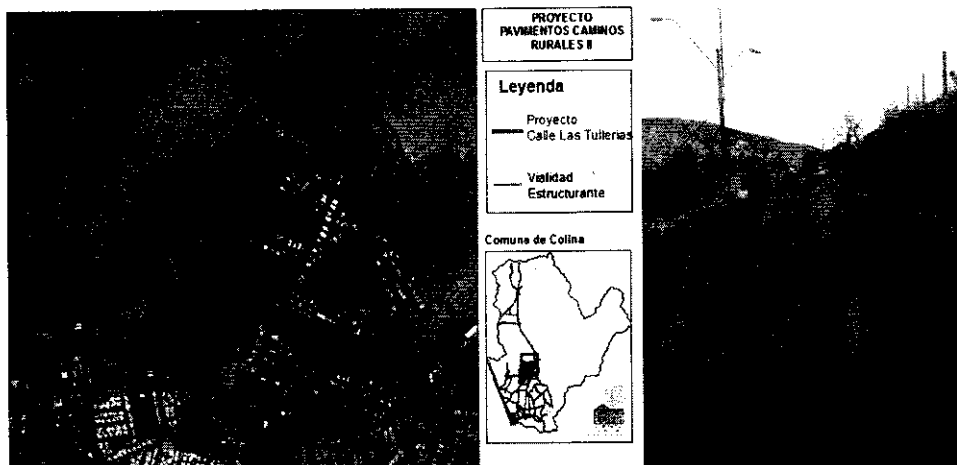 PROYECTO
PAVIMENTOS CAMINOS
RURALES II
Leyenda
Proyecto
Calle Las Tullerias
Vialidad
Estructurante
Comuna de Colina